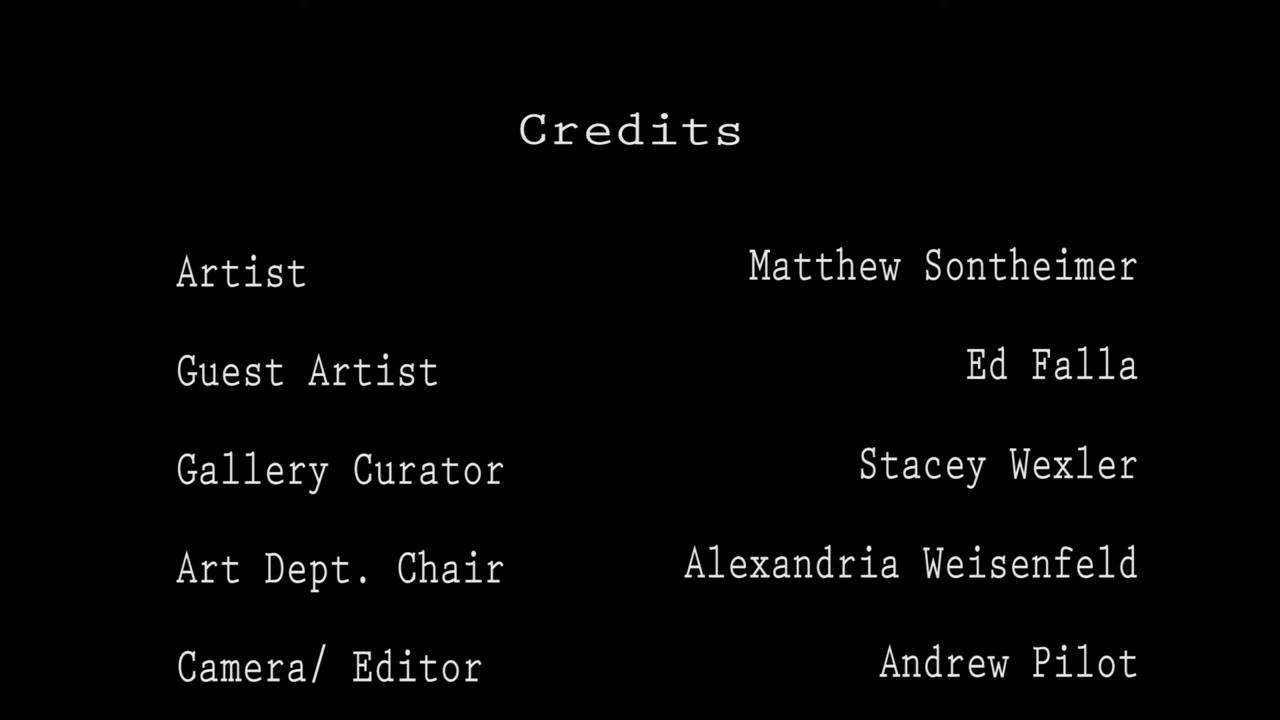 Credits
Artist Matthew Sontheimer
Guest Artist Ed Falla
Gallery Curator Stacey Wexler
Art Dept. Chair Alexandria Weisenfeld
Camera/ Editor Andrew Pilot